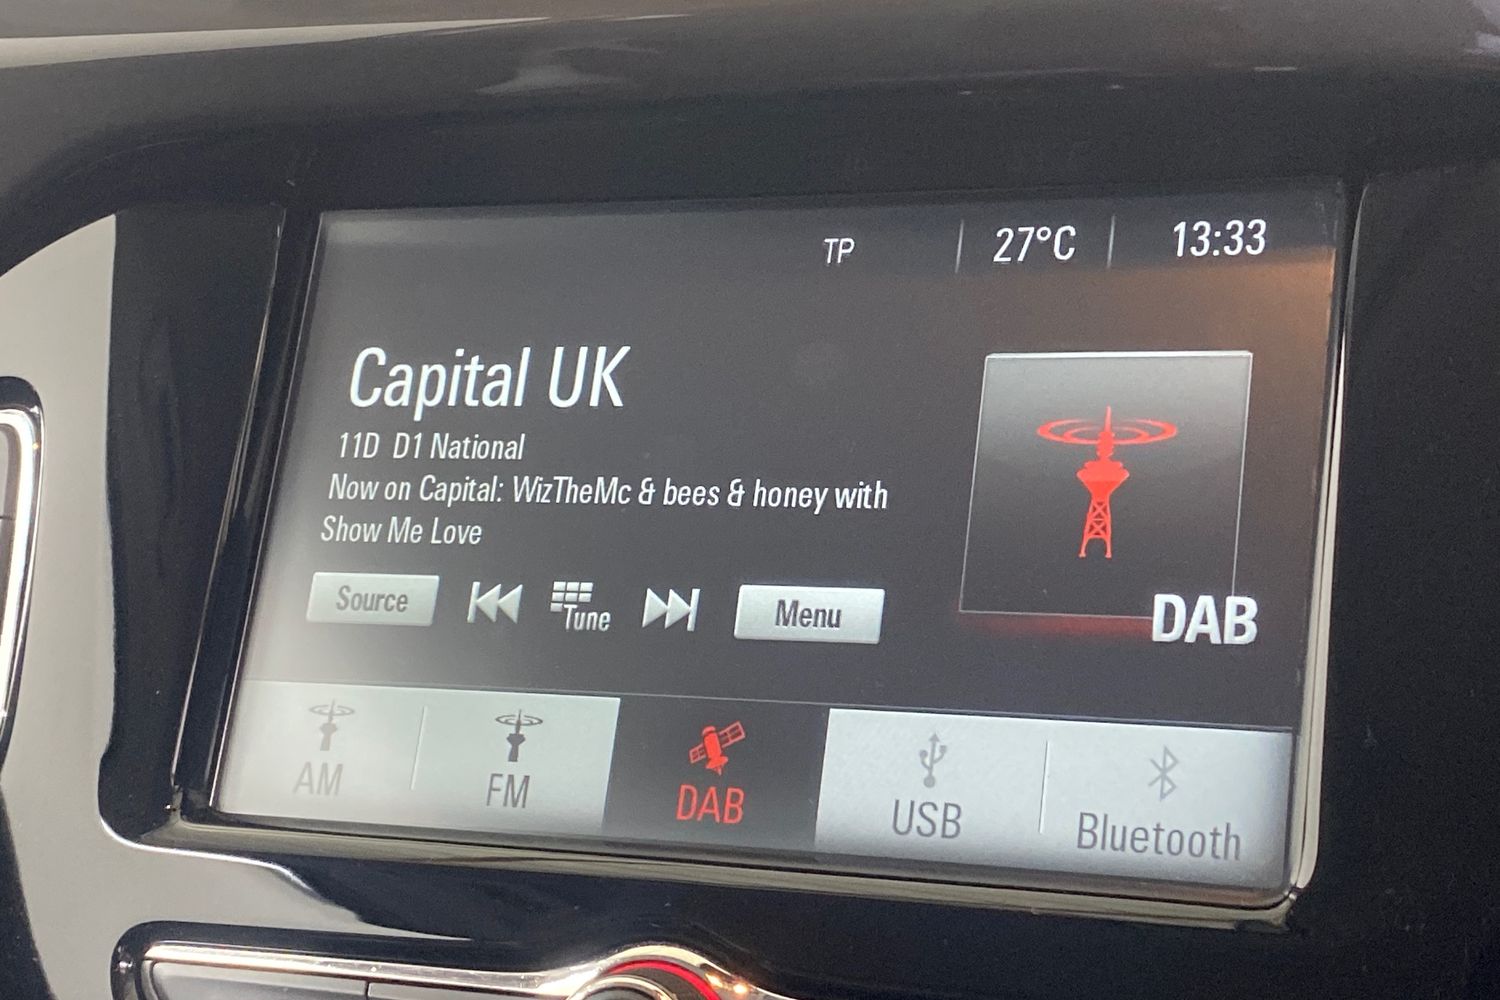 TP 27°C 13:33
Capital UK
11D D1 National
Now on Capital: WizTheMc & bees & honey with
Show Me Love
Source Tune Menu
DAB
AM FM DAB USB Bluetooth